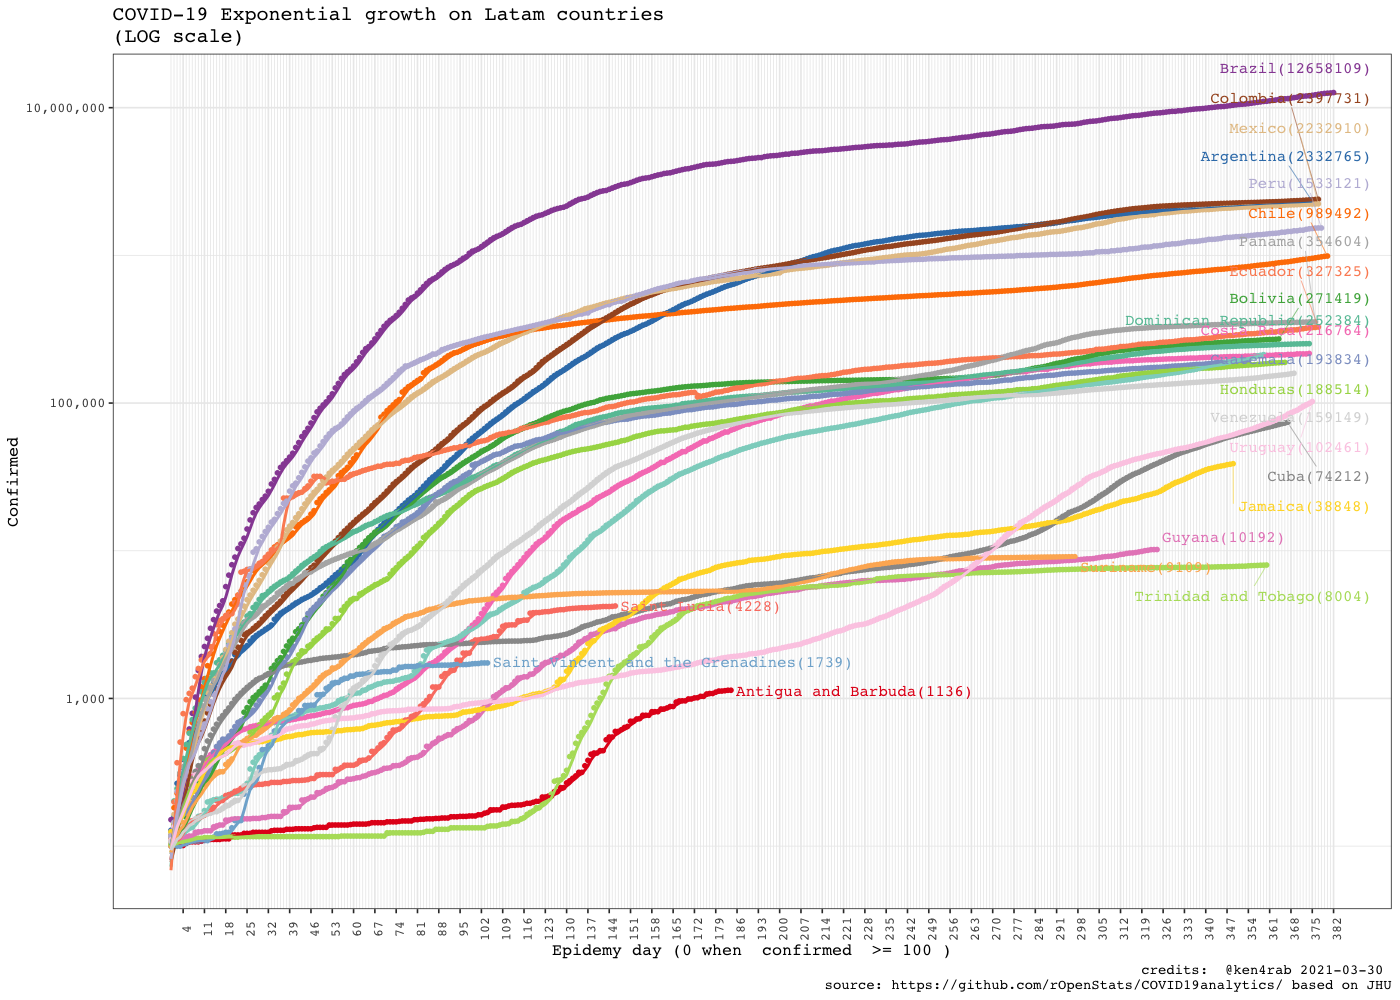 COVID-19 Exponential growth on Latam countries
(LOG scale)
Brazil(12658109)
10,000,000
Colombia(2397731)
Mexico(2232910)
Argentina(2332765)
Peru(1533121)
Chile(989492)
Panama(354604)
Ecuador(327325)
Bolivia(271419)
Dominican Republic(252384)
Costa Rica(216764)
Guatemala(193834)
Honduras(188514)
100,000
Venezuela(159149)
Uruguay(102461)
Cuba(74212)
Jamaica(38848)
Guyana(10192)
Suriname(9109)
Trinidad and Tobago(8004)
Saint Lucia(4228)
Saint Vincent and the Grenadines(1739)
Antigua and Barbuda(1136)
1,000
Confirmed
4 11 18 25 32 39 46 53 60 67 74 81 88 95 102 109 116 123 130 137 144 151 158 165 172 179 186 193 200 207 214 221 228 235 242 249 256 263 270 277 284 291 298 305 312 319 326 333 340 347 354 361 368 375 382
Epidemy day (0 when  confirmed  >= 100 )
credits:  @ken4rab 2021-03-30
source: https://github.com/rOpenStats/COVID19analytics/ based on JHU